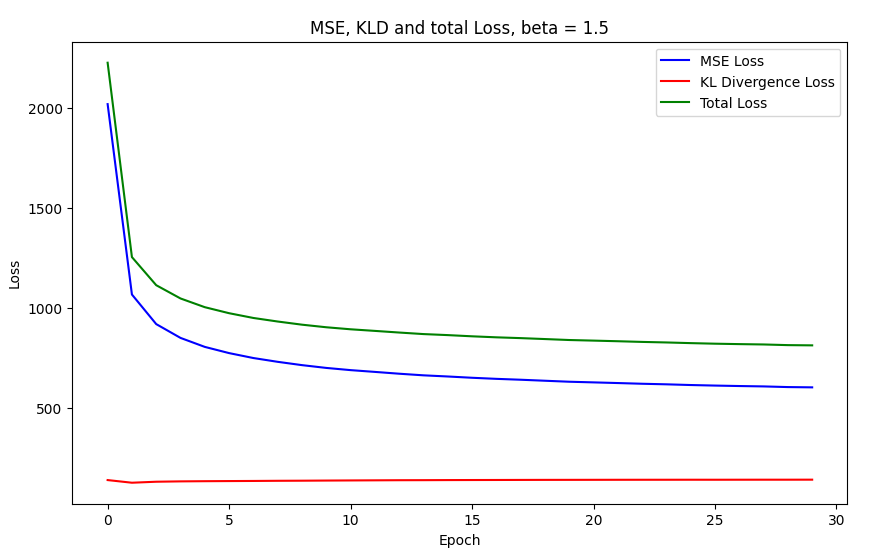 MSE, KLD and total Loss, beta = 1.5
MSE Loss
KL Divergence Loss
Total Loss
2000
1500
1000
500
Loss
0 5 10 15 20 25 30
Epoch